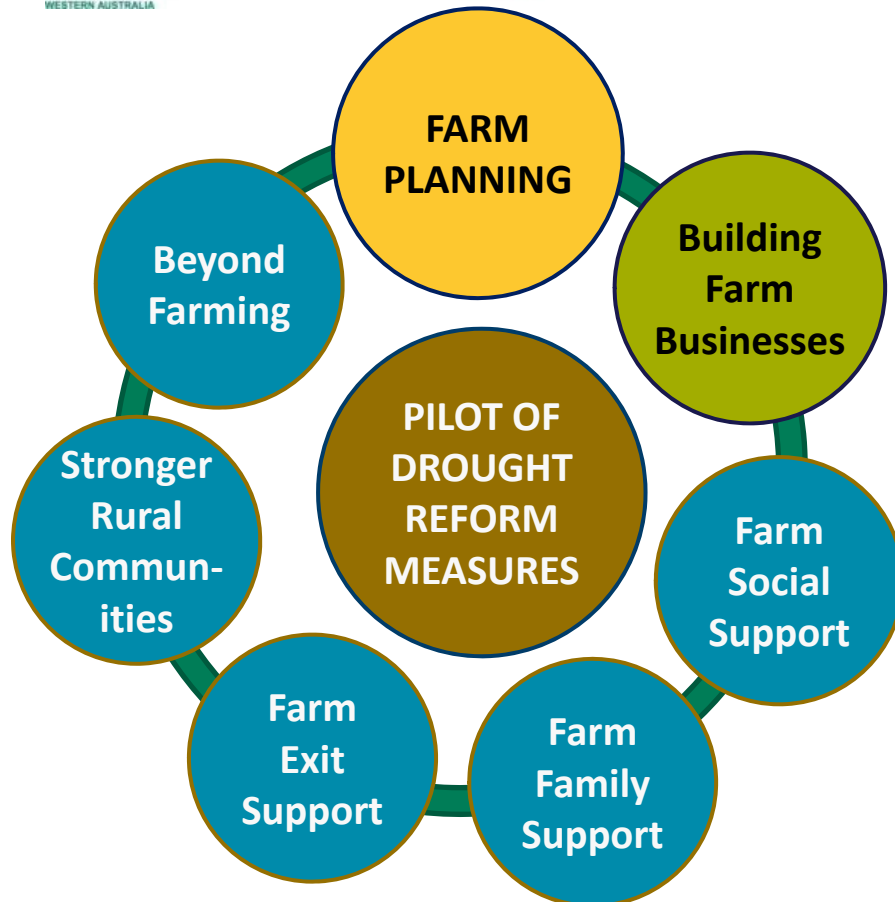 WESTERN AUSTRALIA
FARM
PLANNING
Building
Farm
Businesses
Farm
Social
Support
Farm
Family
Support
Farm
Exit
Support
Stronger
Rural
Commun-
ities
Beyond
Farming
PILOT OF
DROUGHT
REFORM
MEASURES